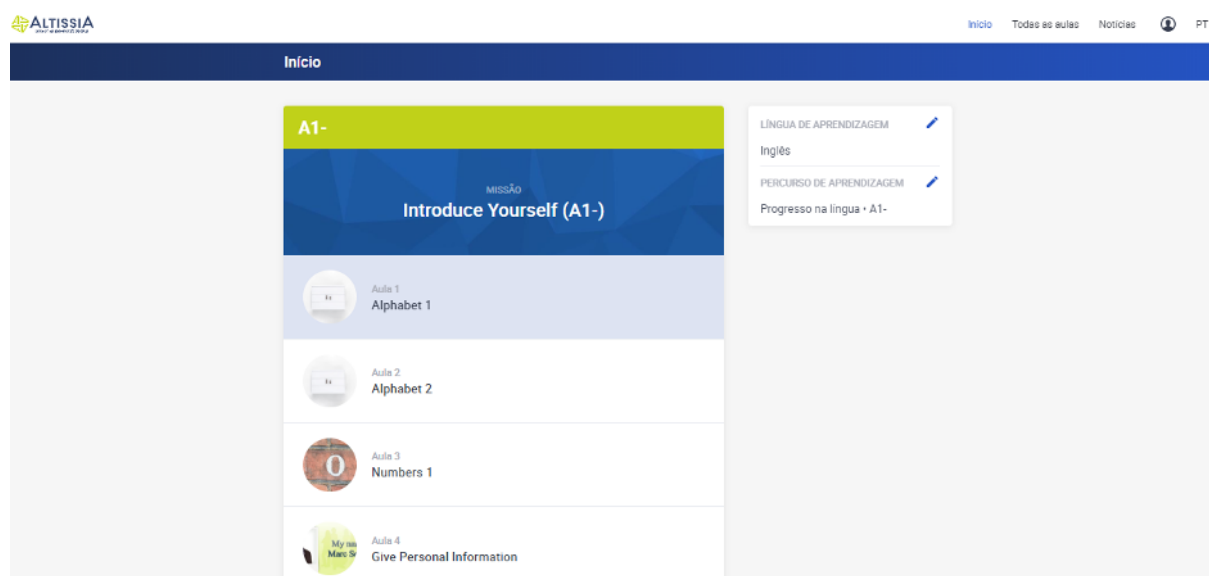 ALTISSIA
Início
Todas as aulas
Notícias
PT
Início
A1-
MISSÃO
Introduce Yourself (A1-)
LÍNGUA DE APRENDIZAGEM
Inglês
PERCURSO DE APRENDIZAGEM
Progresso na língua • A1-
Aula 1
Alphabet 1
Aula 2
Alphabet 2
Aula 3
Numbers 1
Aula 4
Give Personal Information